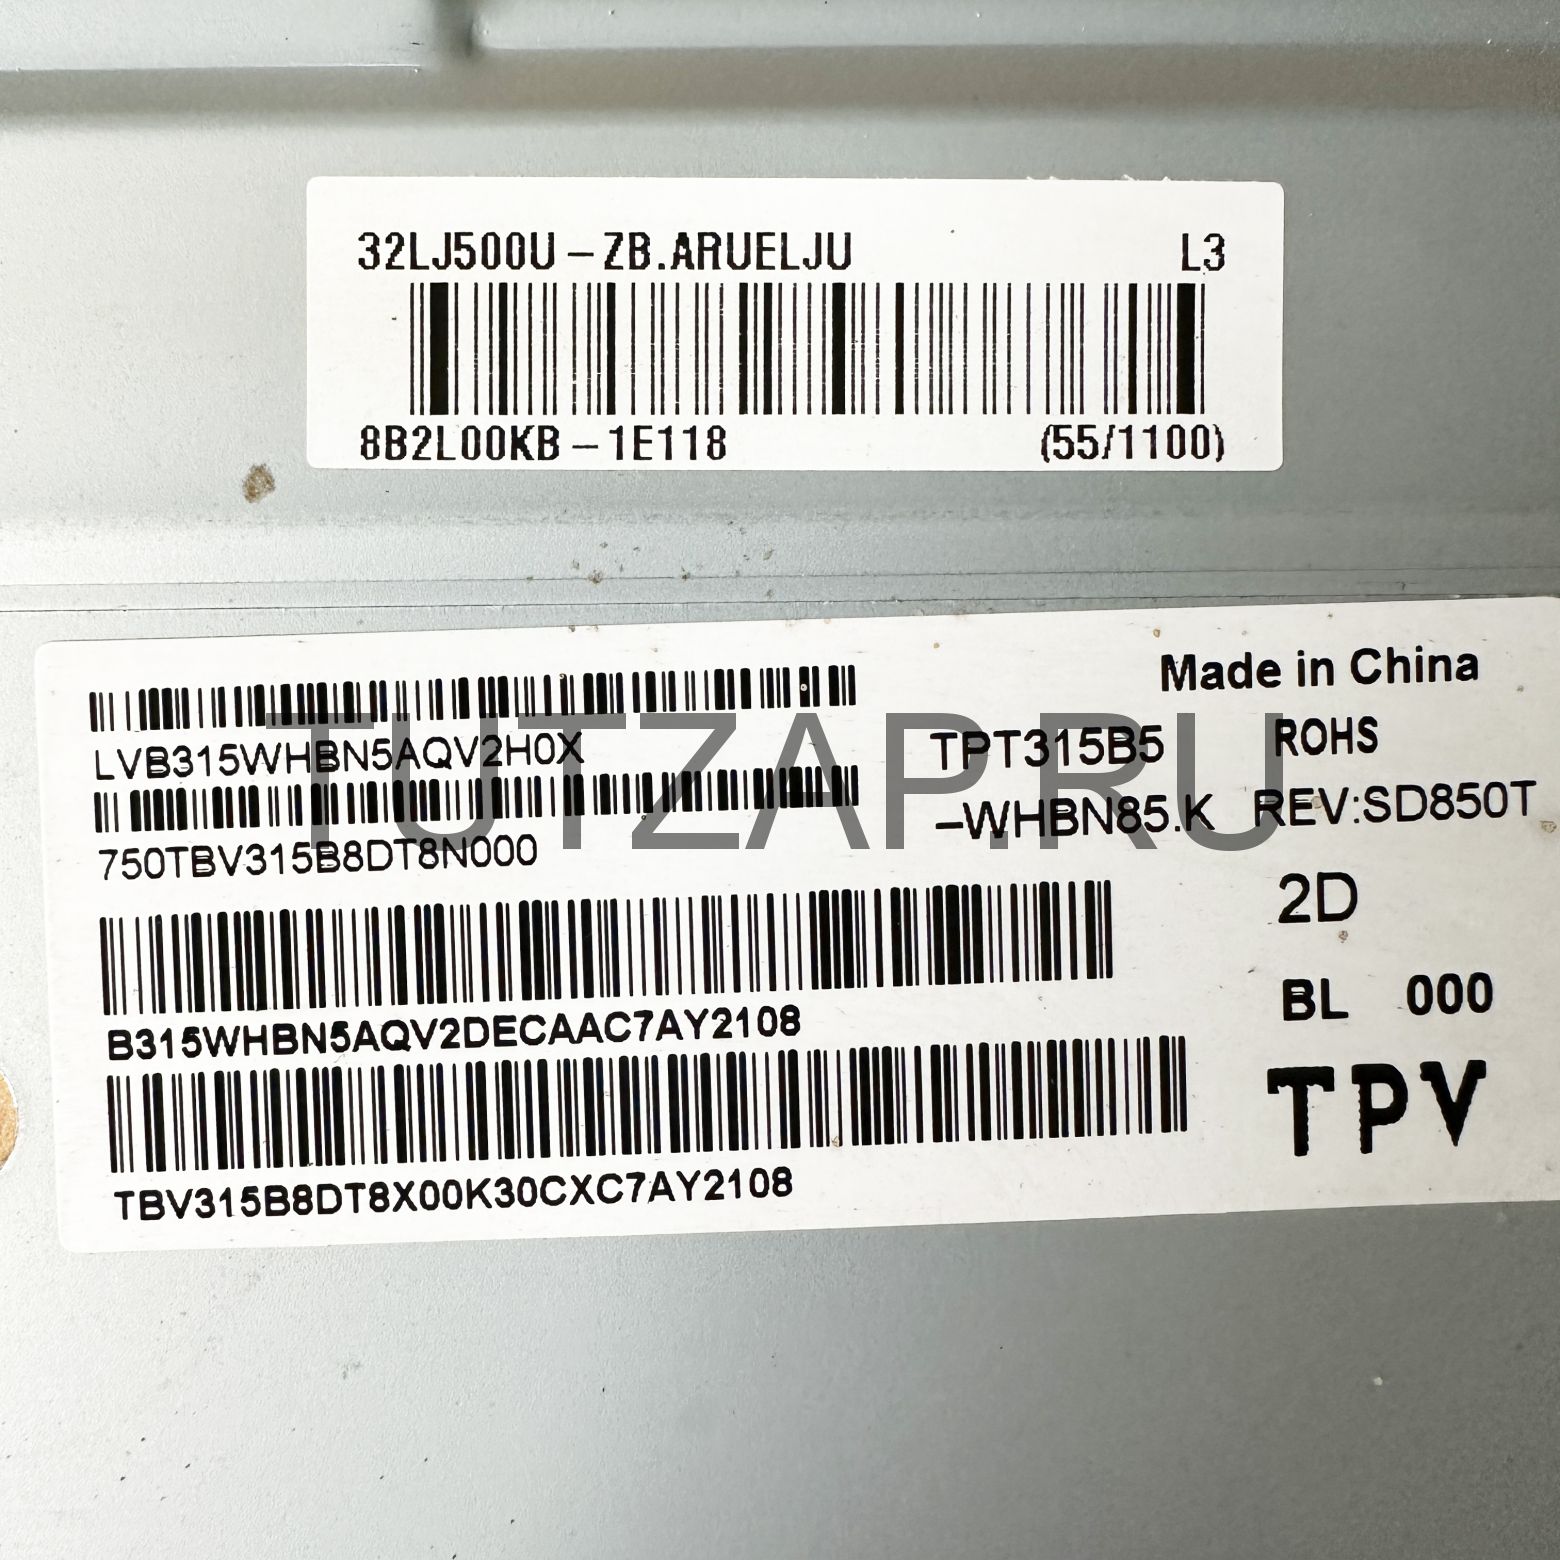 32LJ500U-ZB.ARUELJU L3
8B2L00KB-1E118 (55/1100)
Made in China
LVB315WHBN5AQV2H0X TPT315B5 ROHS
750TBV315B8DT8N000 -WHBN85.K REV:SD850T
2D
B315WHBN5AQV2DECAAC7AY2108 BL 000
TPV
TBV315B8DT8X00K30CXC7AY2108
TUTZAP.RU